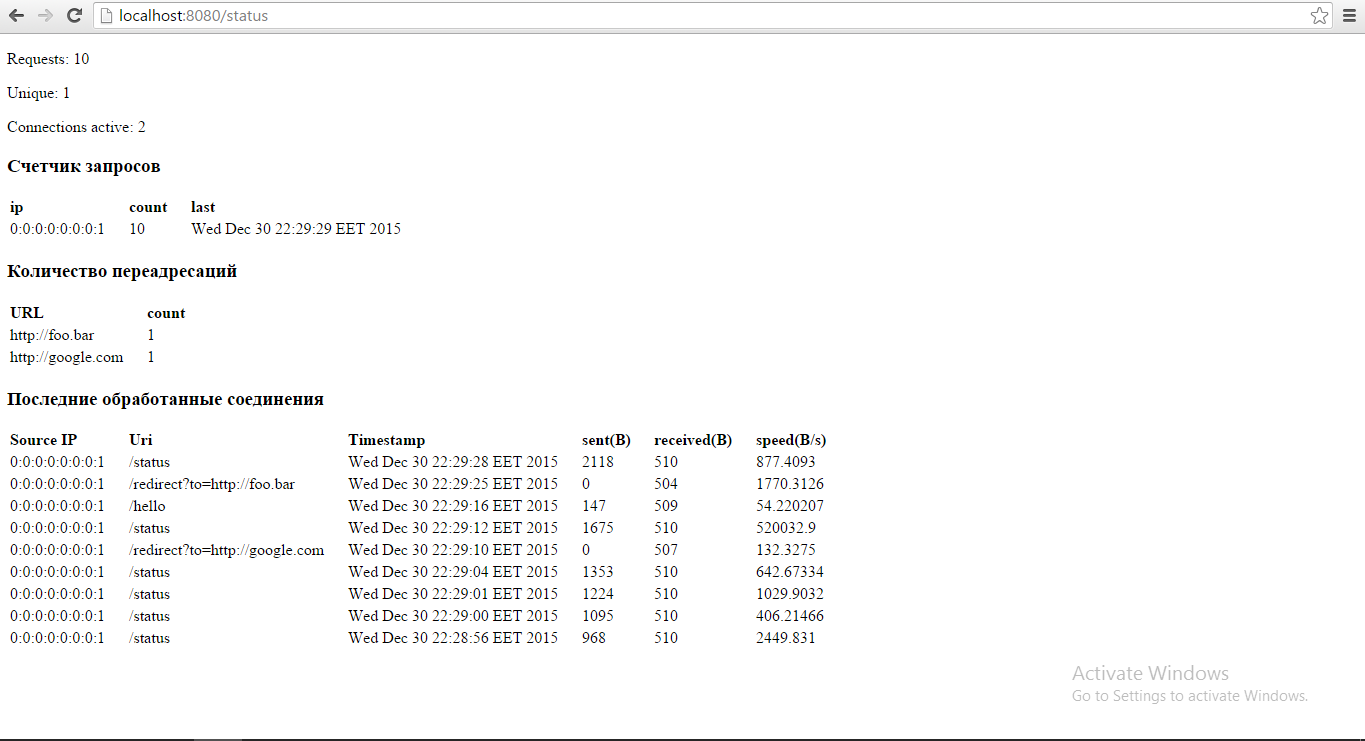 localhost:8080/status
Requests: 10
Unique: 1
Connections active: 2
Счетчик запросов
ip count last
0:0:0:0:0:0:0:1 10 Wed Dec 30 22:29:29 EET 2015
Количество переадресаций
URL count
http://foo.bar 1
http://google.com 1
Последние обработанные соединения
Source IP Uri Timestamp sent(B) received(B) speed(B/s)
0:0:0:0:0:0:0:1 /status Wed Dec 30 22:29:28 EET 2015 2118 510 877.4093
0:0:0:0:0:0:0:1 /redirect?to=http://foo.bar Wed Dec 30 22:29:25 EET 2015 0 504 1770.3126
0:0:0:0:0:0:0:1 /hello Wed Dec 30 22:29:16 EET 2015 147 509 54.220207
0:0:0:0:0:0:0:1 /status Wed Dec 30 22:29:12 EET 2015 1675 510 520032.9
0:0:0:0:0:0:0:1 /redirect?to=http://google.com Wed Dec 30 22:29:10 EET 2015 0 507 132.3275
0:0:0:0:0:0:0:1 /status Wed Dec 30 22:29:04 EET 2015 1353 510 642.67334
0:0:0:0:0:0:0:1 /status Wed Dec 30 22:29:01 EET 2015 1224 510 1029.9032
0:0:0:0:0:0:0:1 /status Wed Dec 30 22:29:00 EET 2015 1095 510 406.21466
0:0:0:0:0:0:0:1 /status Wed Dec 30 22:28:56 EET 2015 968 510 2449.831
Activate Windows
Go to Settings to activate Windows.